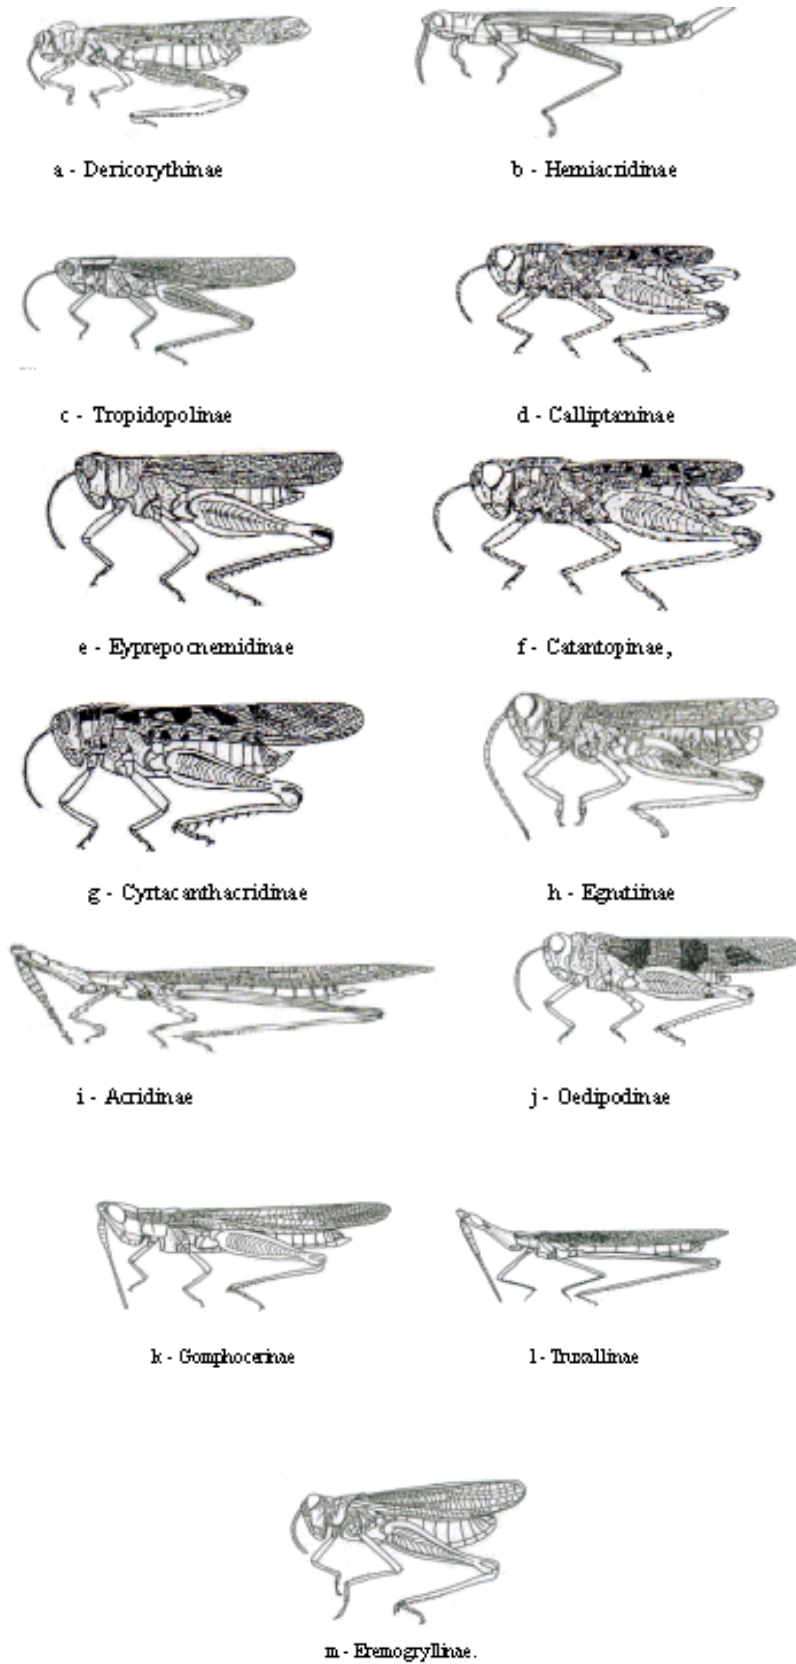 a - Dericorythinae
b - Hemiacridinae
c - Tropidopolinae
d - Calliptaminae
e - Eyprepocnemidinae
f - Catantopinae,
g - Cyrtacanthacridinae
h - Egnatiinae
i - Acridinae
j - Oedipodinae
k - Gomphocerinae
l - Truxallinae
m - Eremogryllinae.